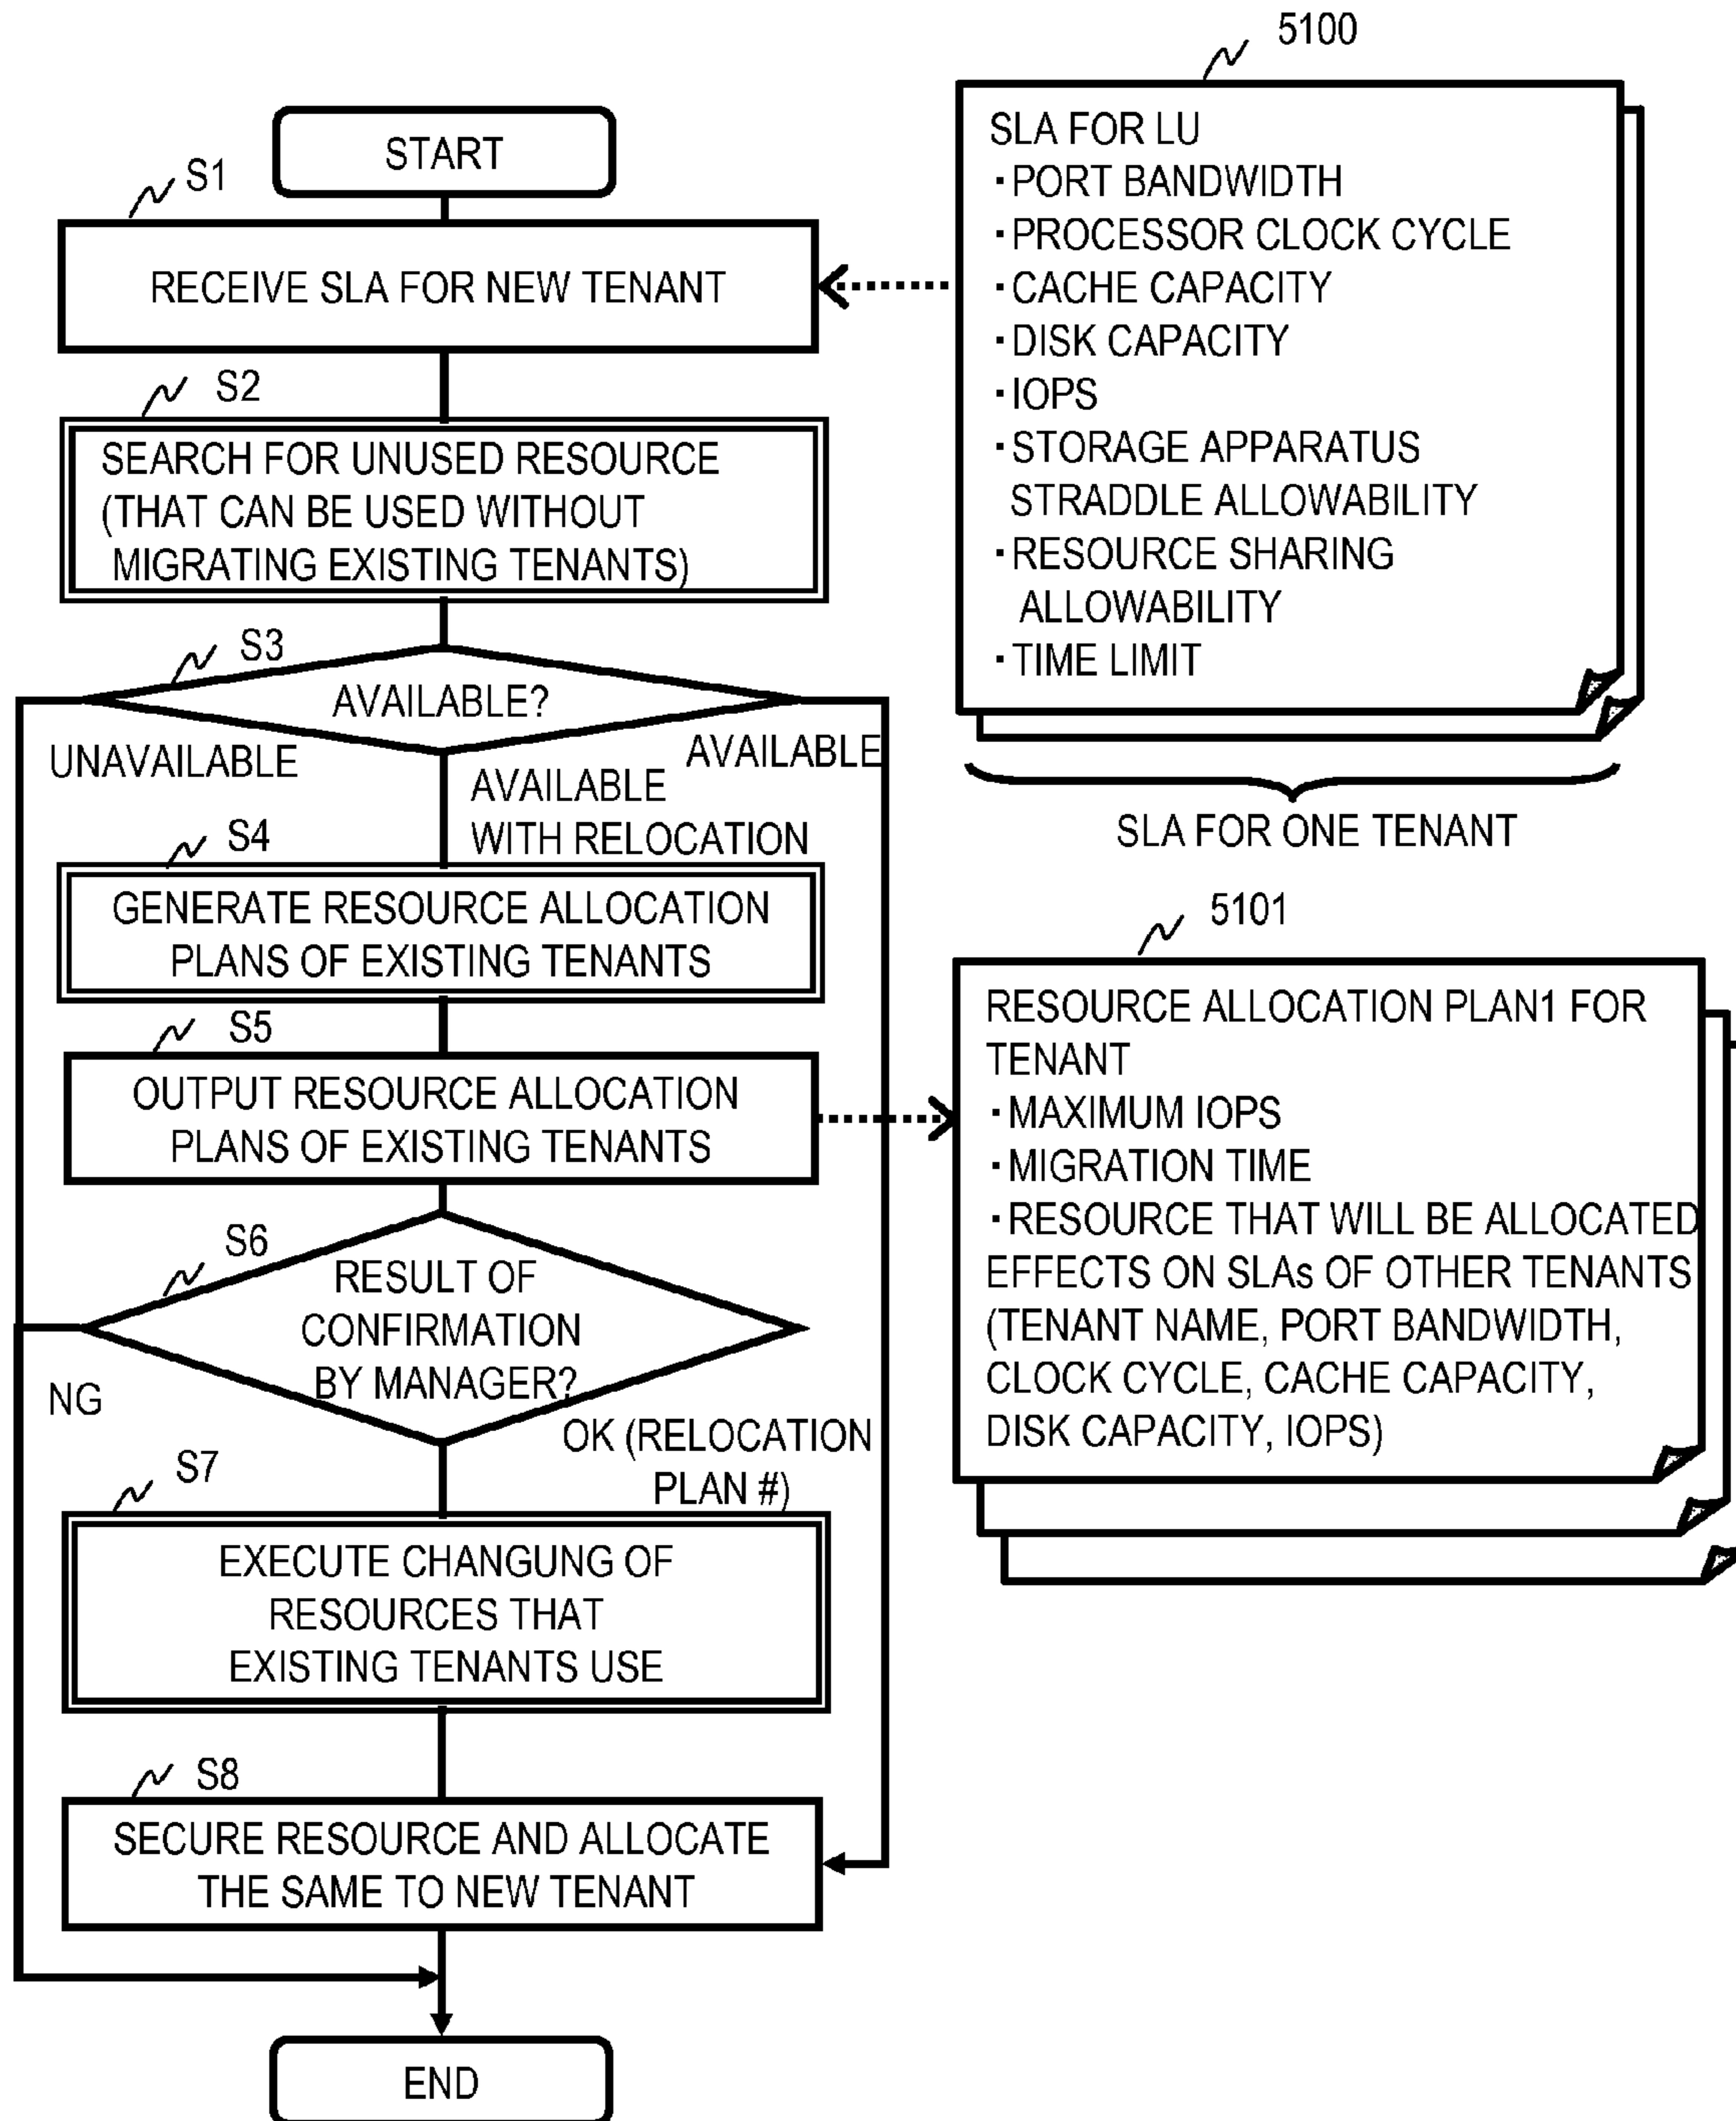 START
S1
RECEIVE SLA FOR NEW TENANT
S2
SEARCH FOR UNUSED RESOURCE
(THAT CAN BE USED WITHOUT
MIGRATING EXISTING TENANTS)
S3
AVAILABLE?
UNAVAILABLE
AVAILABLE
AVAILABLE
WITH RELOCATION
S4
GENERATE RESOURCE ALLOCATION
PLANS OF EXISTING TENANTS
S5
OUTPUT RESOURCE ALLOCATION
PLANS OF EXISTING TENANTS
S6
RESULT OF
CONFIRMATION
BY MANAGER?
NG
OK (RELOCATION
PLAN #)
S7
EXECUTE CHANGUNG OF
RESOURCES THAT
EXISTING TENANTS USE
S8
SECURE RESOURCE AND ALLOCATE
THE SAME TO NEW TENANT
END
5100
SLA FOR LU
・PORT BANDWIDTH
・PROCESSOR CLOCK CYCLE
・CACHE CAPACITY
・DISK CAPACITY
・IOPS
・STORAGE APPARATUS
STRADDLE ALLOWABILITY
・RESOURCE SHARING
ALLOWABILITY
・TIME LIMIT
SLA FOR ONE TENANT
5101
RESOURCE ALLOCATION PLAN1 FOR
TENANT
・MAXIMUM IOPS
・MIGRATION TIME
・RESOURCE THAT WILL BE ALLOCATED
EFFECTS ON SLAs OF OTHER TENANTS
(TENANT NAME, PORT BANDWIDTH,
CLOCK CYCLE, CACHE CAPACITY,
DISK CAPACITY, IOPS)